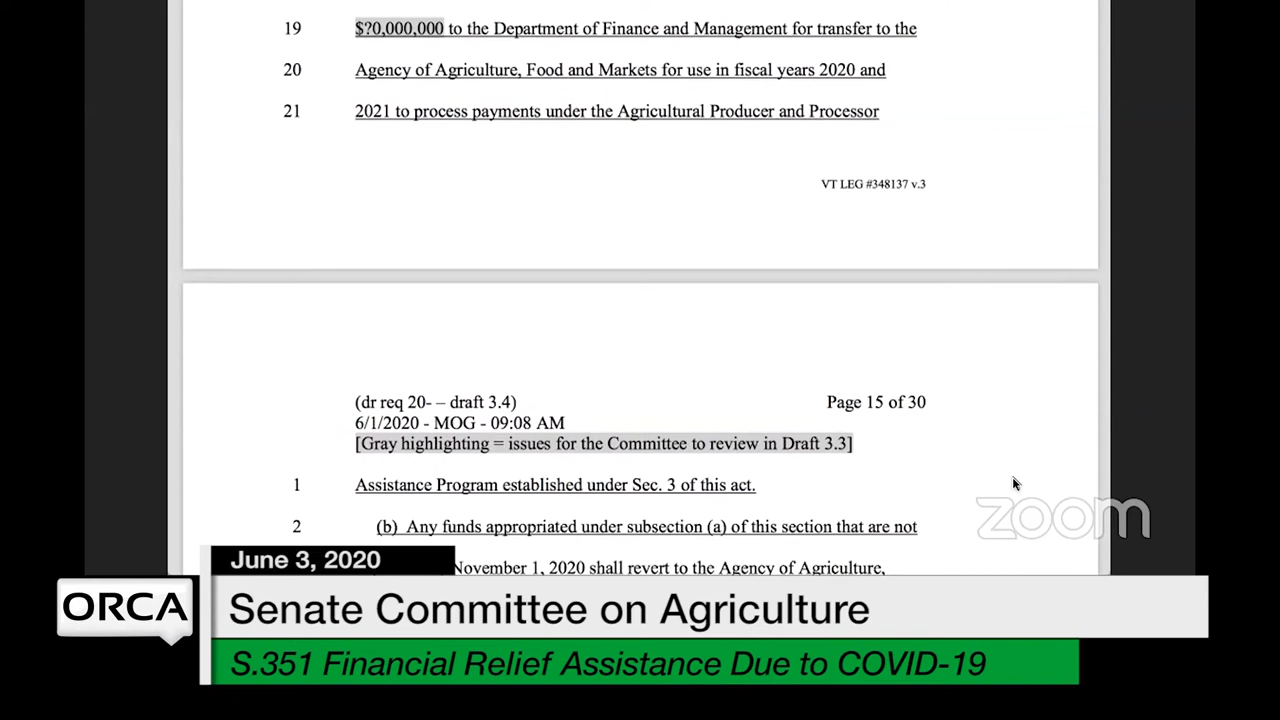 19 $?0,000,000 to the Department of Finance and Management for transfer to the
20 Agency of Agriculture, Food and Markets for use in fiscal years 2020 and
21 2021 to process payments under the Agricultural Producer and Processor
VT LEG #348137 v.3
(dr req 20- – draft 3.4) Page 15 of 30
6/1/2020 - MOG - 09:08 AM
[Gray highlighting = issues for the Committee to review in Draft 3.3]
1 Assistance Program established under Sec. 3 of this act.
2 (b) Any funds appropriated under subsection (a) of this section that are not
November 1, 2020 shall revert to the Agency of Agriculture,
zoom
June 3, 2020
ORCA
Senate Committee on Agriculture
S.351 Financial Relief Assistance Due to COVID-19